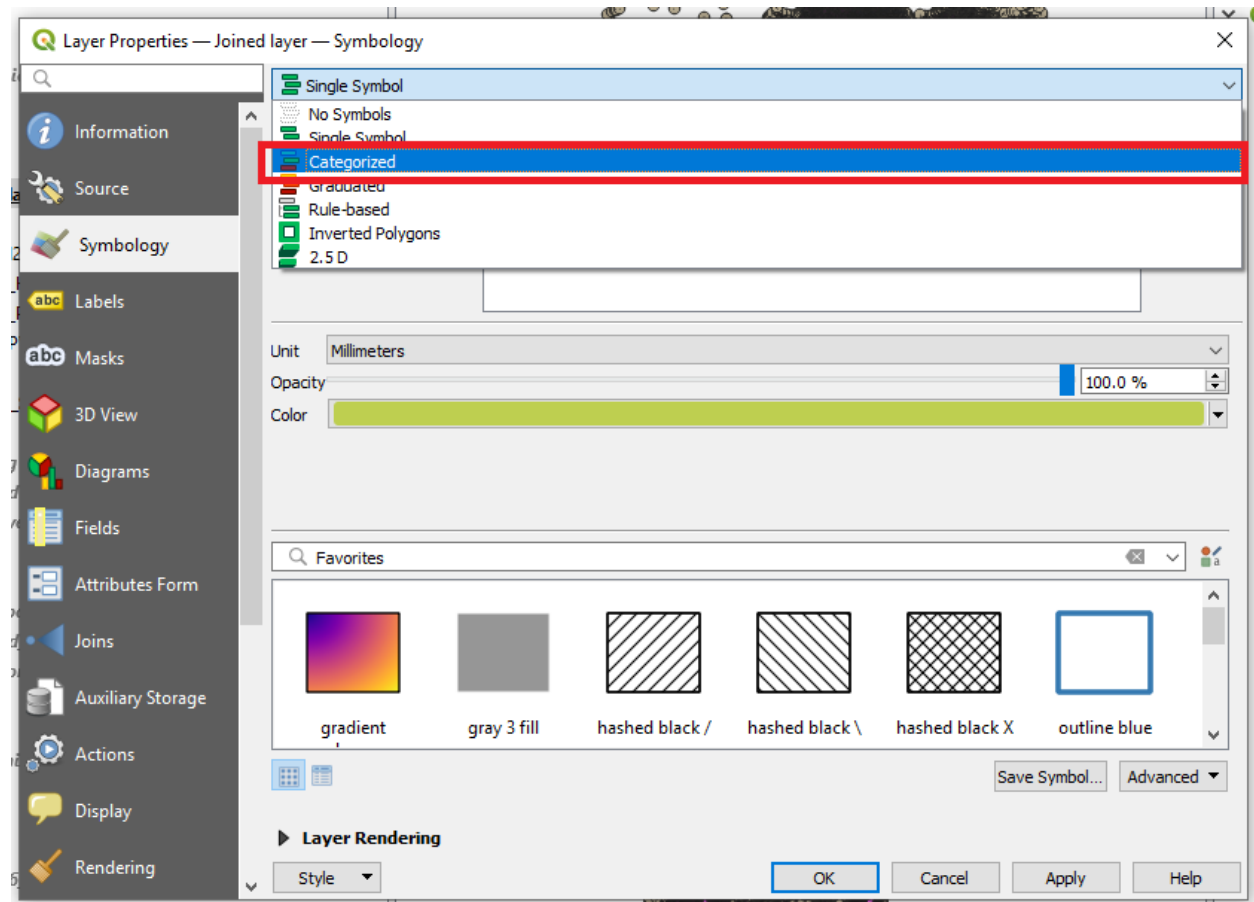 Layer Properties — Joined layer — Symbology
Single Symbol
No Symbols
Single Symbol
Categorized
Graduated
Rule-based
Inverted Polygons
2.5 D
Information
Source
Symbology
abc Labels
abc Masks
3D View
Diagrams
Fields
Attributes Form
Joins
Auxiliary Storage
Actions
Display
Rendering
Unit Millimeters
Opacity 100.0 %
Color
Favorites
gradient gray 3 fill hashed black / hashed black \ hashed black X outline blue
Save Symbol... Advanced
Layer Rendering
Style OK Cancel Apply Help